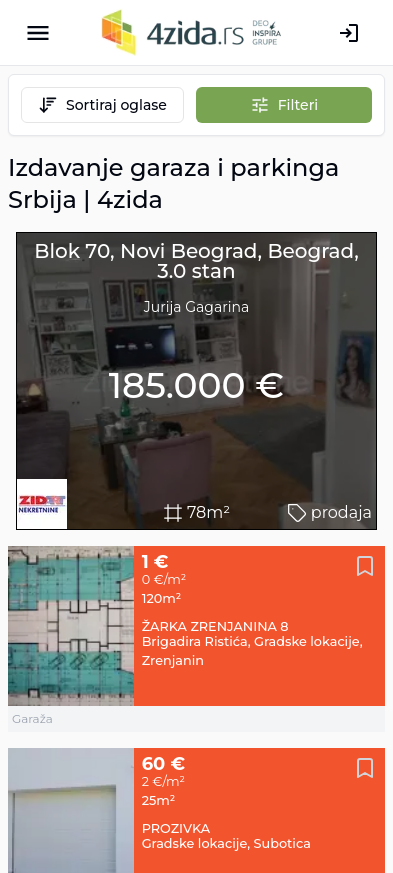 4zida.rs
DEO
INSPIRA
GRUPE
Sortiraj oglase
Filteri
Izdavanje garaza i parkinga
Srbija | 4zida
Blok 70, Novi Beograd, Beograd,
3.0 stan
Jurija Gagarina
185.000 €
ZID
NEKRETNINE
78m²
prodaja
1 €
0 €/m²
120m²
ŽARKA ZRENJANINA 8
Brigadira Ristića, Gradske lokacije,
Zrenjanin
Garaža
60 €
2 €/m²
25m²
PROZIVKA
Gradske lokacije, Subotica